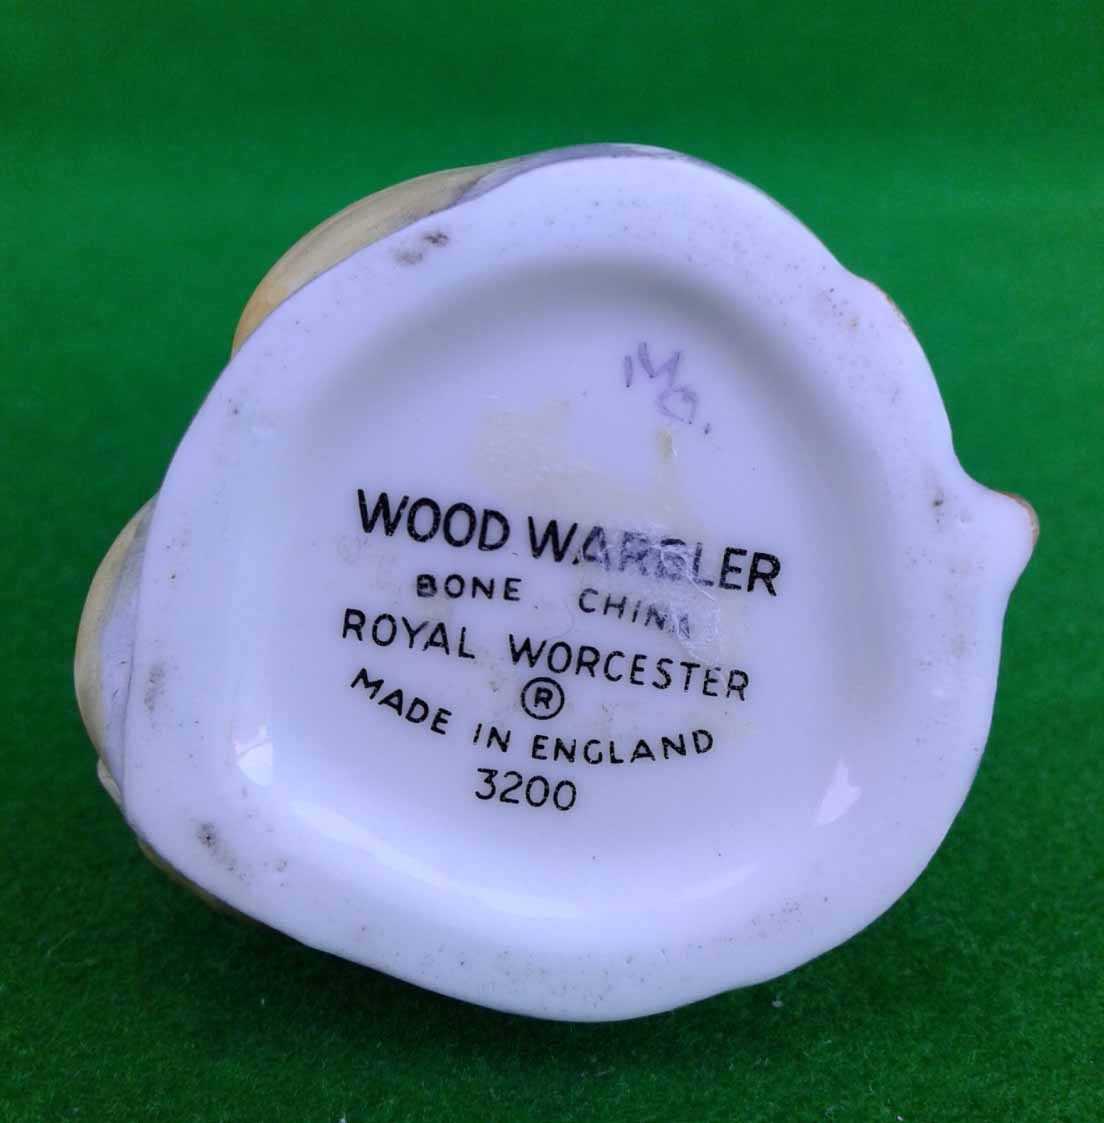 WOOD WARBLER
BONE CHINA
ROYAL WORCESTER
®
MADE IN ENGLAND
3200